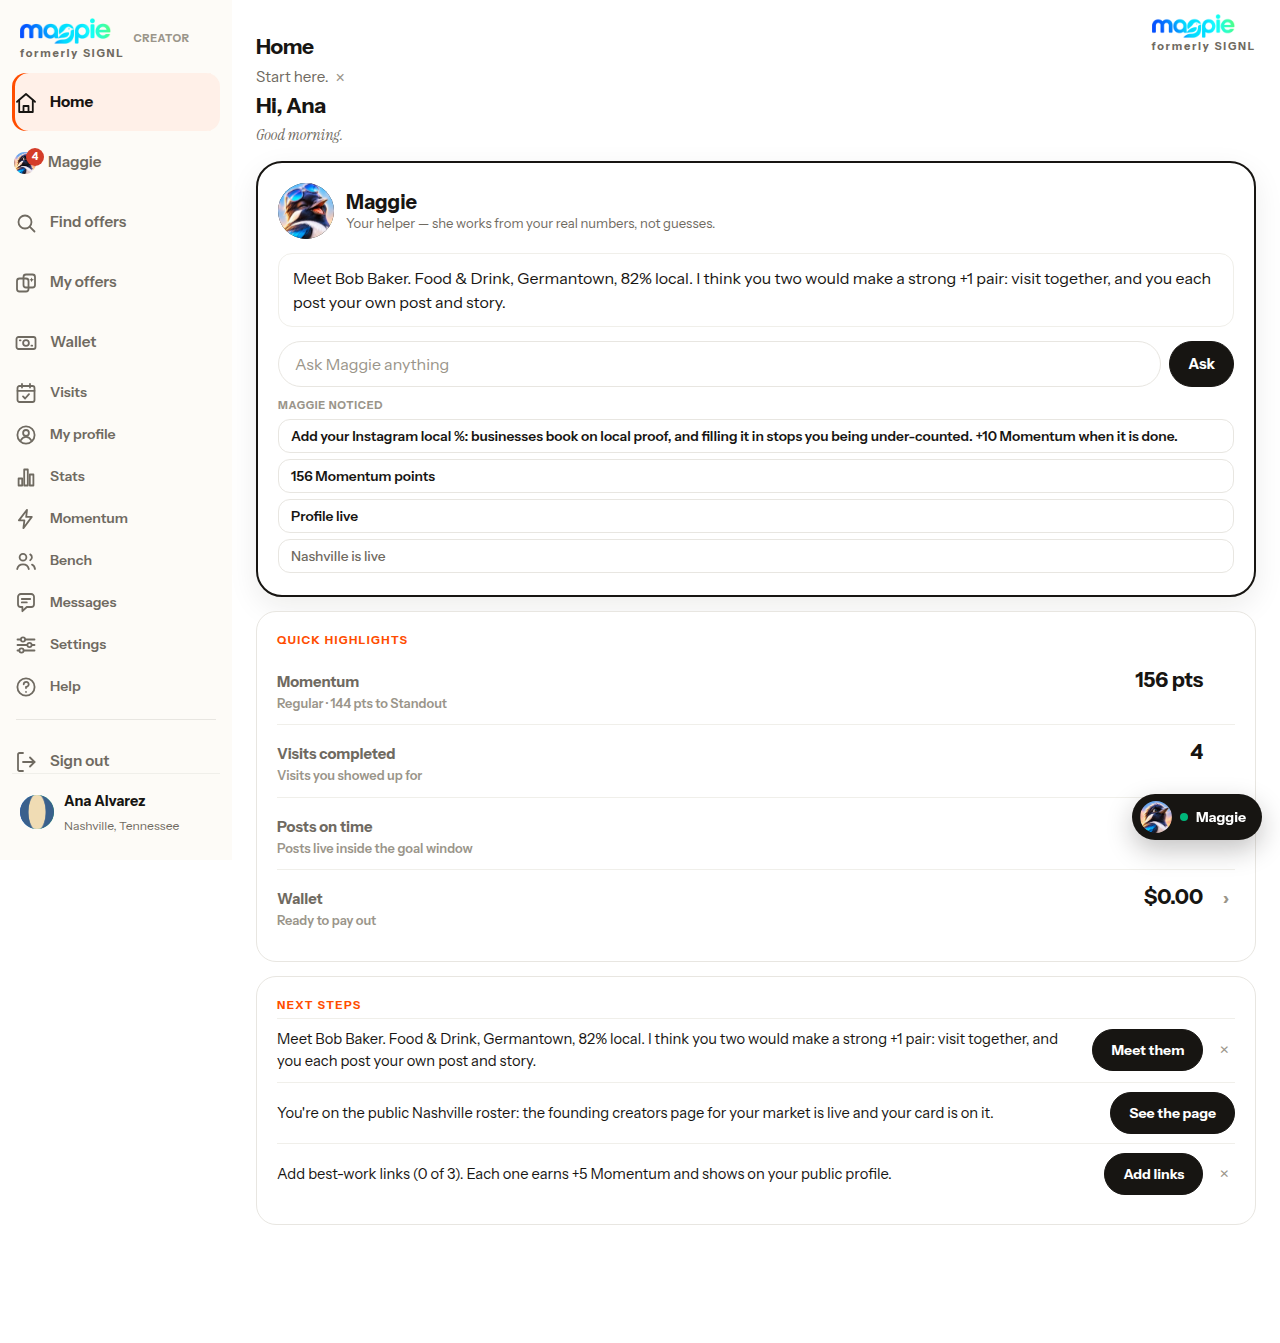 magpie
formerly SIGNL
CREATOR
Home
4
Maggie
Find offers
My offers
Wallet
Visits
My profile
Stats
Momentum
Bench
Messages
Settings
Help
Sign out
Ana Alvarez
Nashville, Tennessee
magpie
formerly SIGNL
Home
Start here. ×
Hi, Ana
Good morning.
Maggie
Your helper — she works from your real numbers, not guesses.
Meet Bob Baker. Food & Drink, Germantown, 82% local. I think you two would make a strong +1 pair: visit together, and you each
post your own post and story.
Ask Maggie anything
Ask
MAGGIE NOTICED
Add your Instagram local %: businesses book on local proof, and filling it in stops you being under-counted. +10 Momentum when it is done.
156 Momentum points
Profile live
Nashville is live
QUICK HIGHLIGHTS
Momentum
156 pts
Regular · 144 pts to Standout
Visits completed
4
Visits you showed up for
Posts on time
Posts live inside the goal window
Maggie
Wallet
$0.00 ›
Ready to pay out
NEXT STEPS
Meet Bob Baker. Food & Drink, Germantown, 82% local. I think you two would make a strong +1 pair: visit together, and
you each post your own post and story.
Meet them ×
You're on the public Nashville roster: the founding creators page for your market is live and your card is on it.
See the page
Add best-work links (0 of 3). Each one earns +5 Momentum and shows on your public profile.
Add links ×